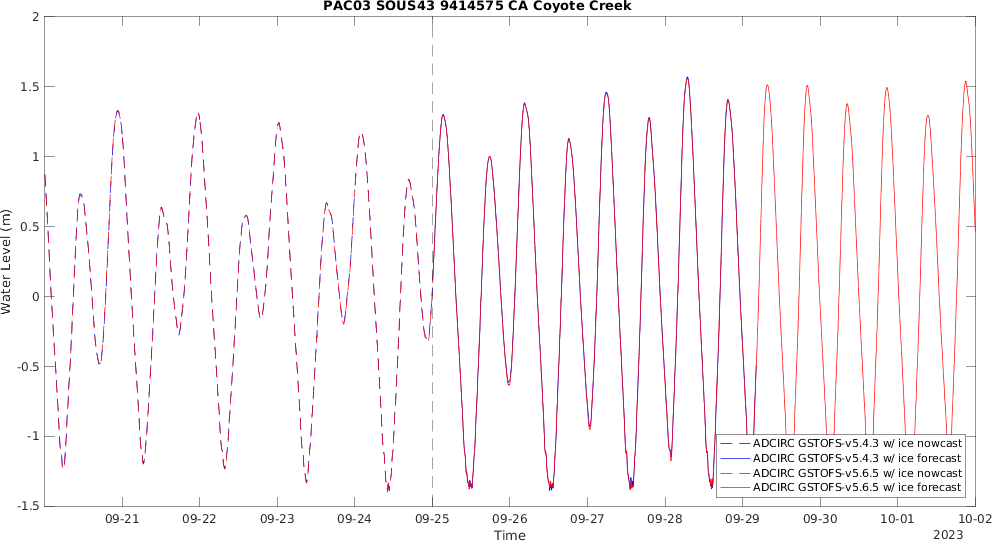 PAC03 SOUS43 9414575 CA Coyote Creek
2
1.5
1
0.5
0
-0.5
-1
-1.5
Water Level (m)
09-21 09-22 09-23 09-24 09-25 09-26 09-27 09-28 09-29 09-30 10-01 10-02
2023
Time
ADCIRC GSTOFS-v5.4.3 w/ ice nowcast
ADCIRC GSTOFS-v5.4.3 w/ ice forecast
ADCIRC GSTOFS-v5.6.5 w/ ice nowcast
ADCIRC GSTOFS-v5.6.5 w/ ice forecast